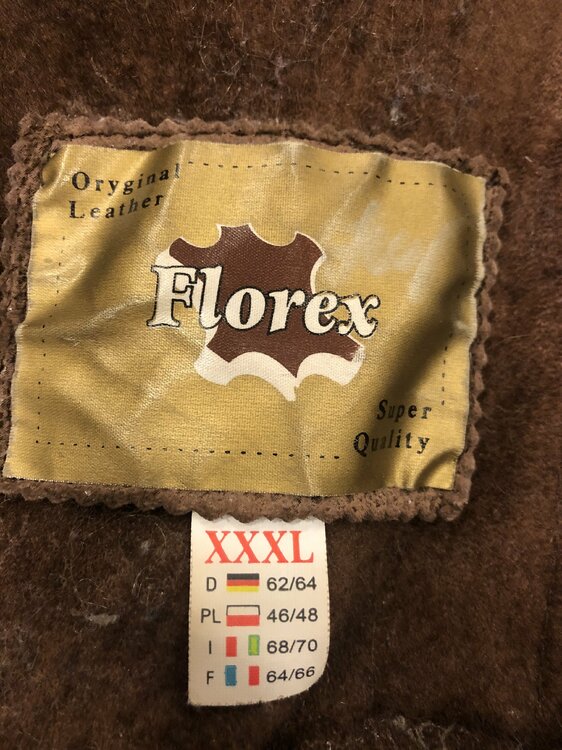 Oryginal
Leather
Florex
Super
Quality
XXXL
D 62/64
PL 46/48
I 68/70
F 64/66